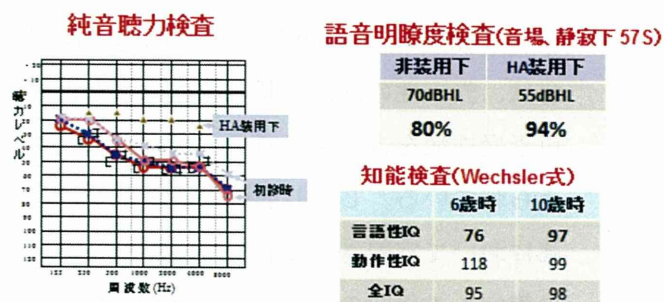 純音聴力検査
聴力レベル
HA装用下
初診時
周波数(Hz)
語音明瞭度検査(音場、静寂下 57S)
非装用下 HA装用下
70dBHL 55dBHL
80% 94%
知能検査(Wechsler式)
6歳時 10歳時
言語性IQ 76 97
動作性IQ 118 99
全IQ 95 98